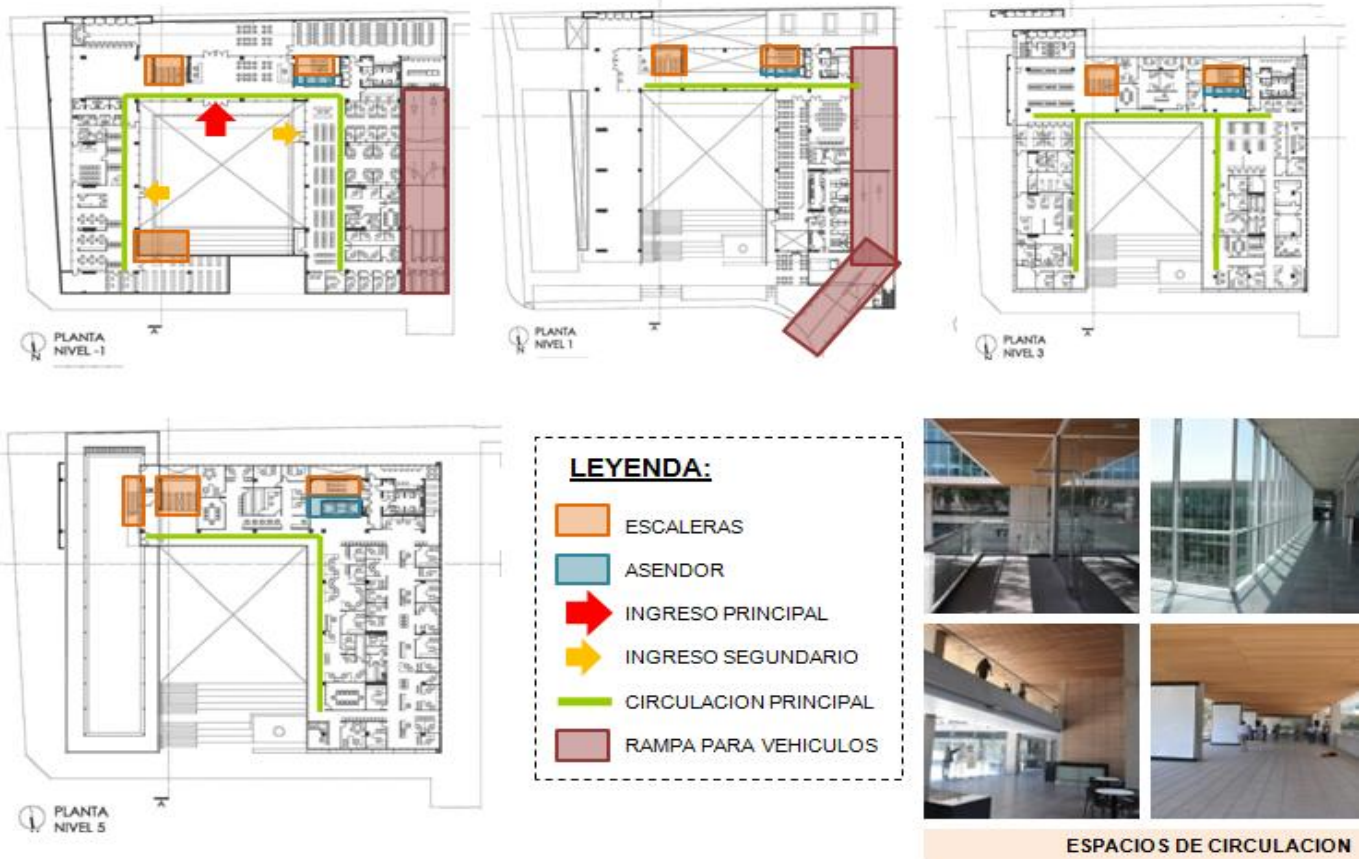 PLANTA
NIVEL -1
N
PLANTA
NIVEL 1
N
PLANTA
NIVEL 3
N
PLANTA
NIVEL 5
LEYENDA:
ESCALERAS
ASENDOR
INGRESO PRINCIPAL
INGRESO SEGUNDARIO
CIRCULACION PRINCIPAL
RAMPA PARA VEHICULOS
ESPACIOS DE CIRCULACION